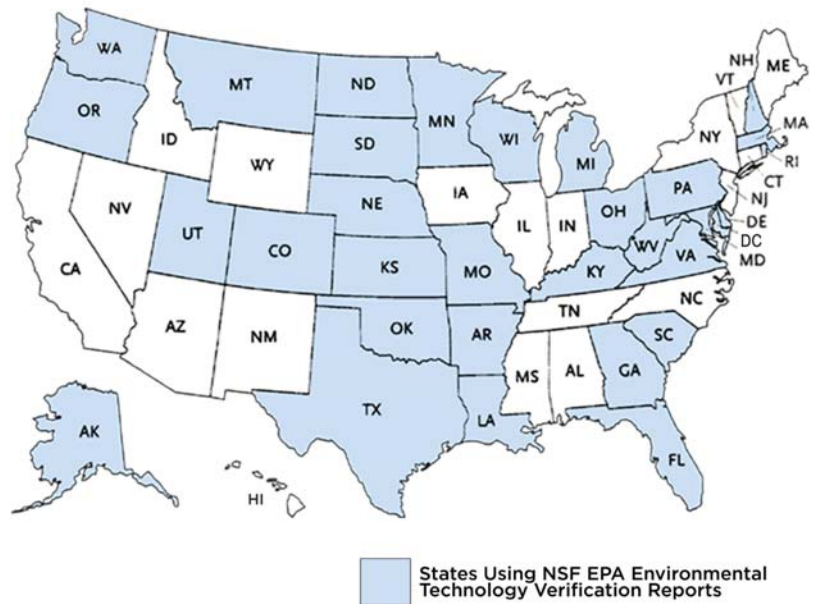 WA
MT
ND
MN
OR
ID
SD
WI
MI
WY
NH
VT
ME
NY
MA
RI
CT
NJ
PA
DE
DC
MD
NV
UT
CO
NE
IA
IL
IN
OH
WV
VA
CA
KS
MO
KY
AZ
NM
OK
AR
TN
NC
SC
MS
AL
GA
TX
LA
FL
AK
HI
States Using NSF EPA Environmental
Technology Verification Reports